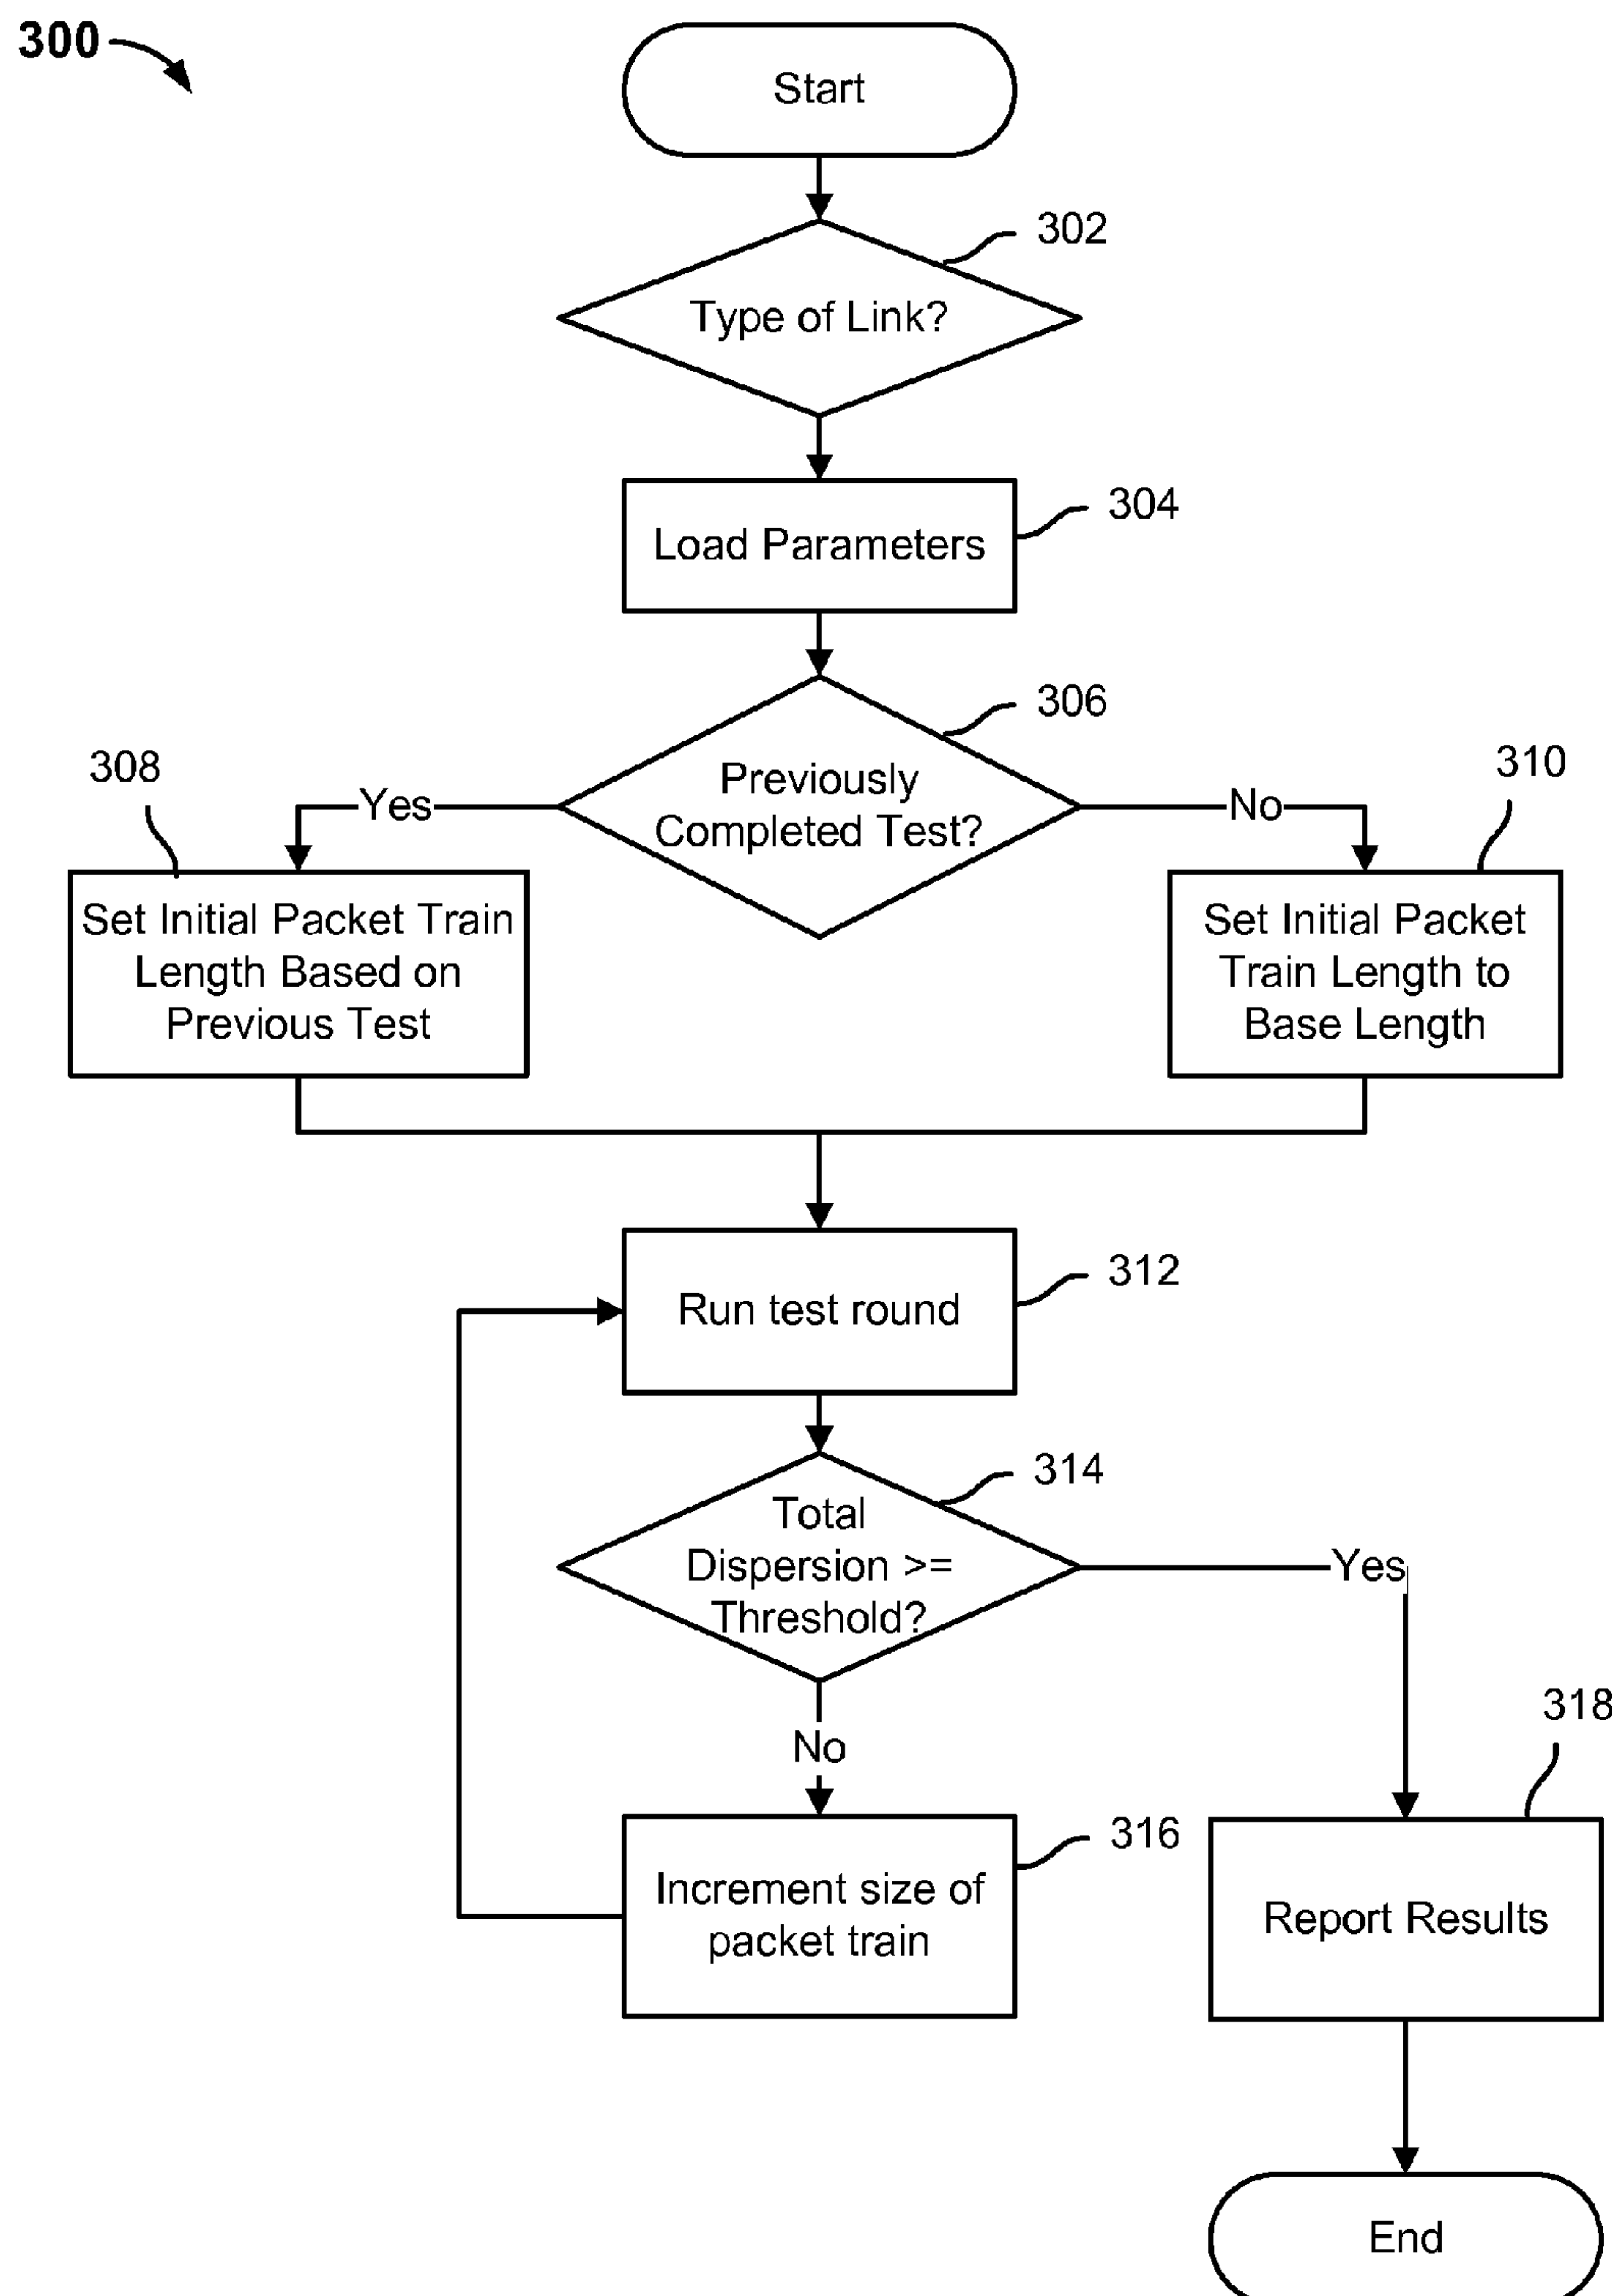 300
Start
302
Type of Link?
304
Load Parameters
306
Previously
Completed Test?
Yes
No
308
310
Set Initial Packet Train
Length Based on
Previous Test
Set Initial Packet
Train Length to
Base Length
312
Run test round
314
Total
Dispersion >=
Threshold?
Yes
No
316
Increment size of
packet train
318
Report Results
End